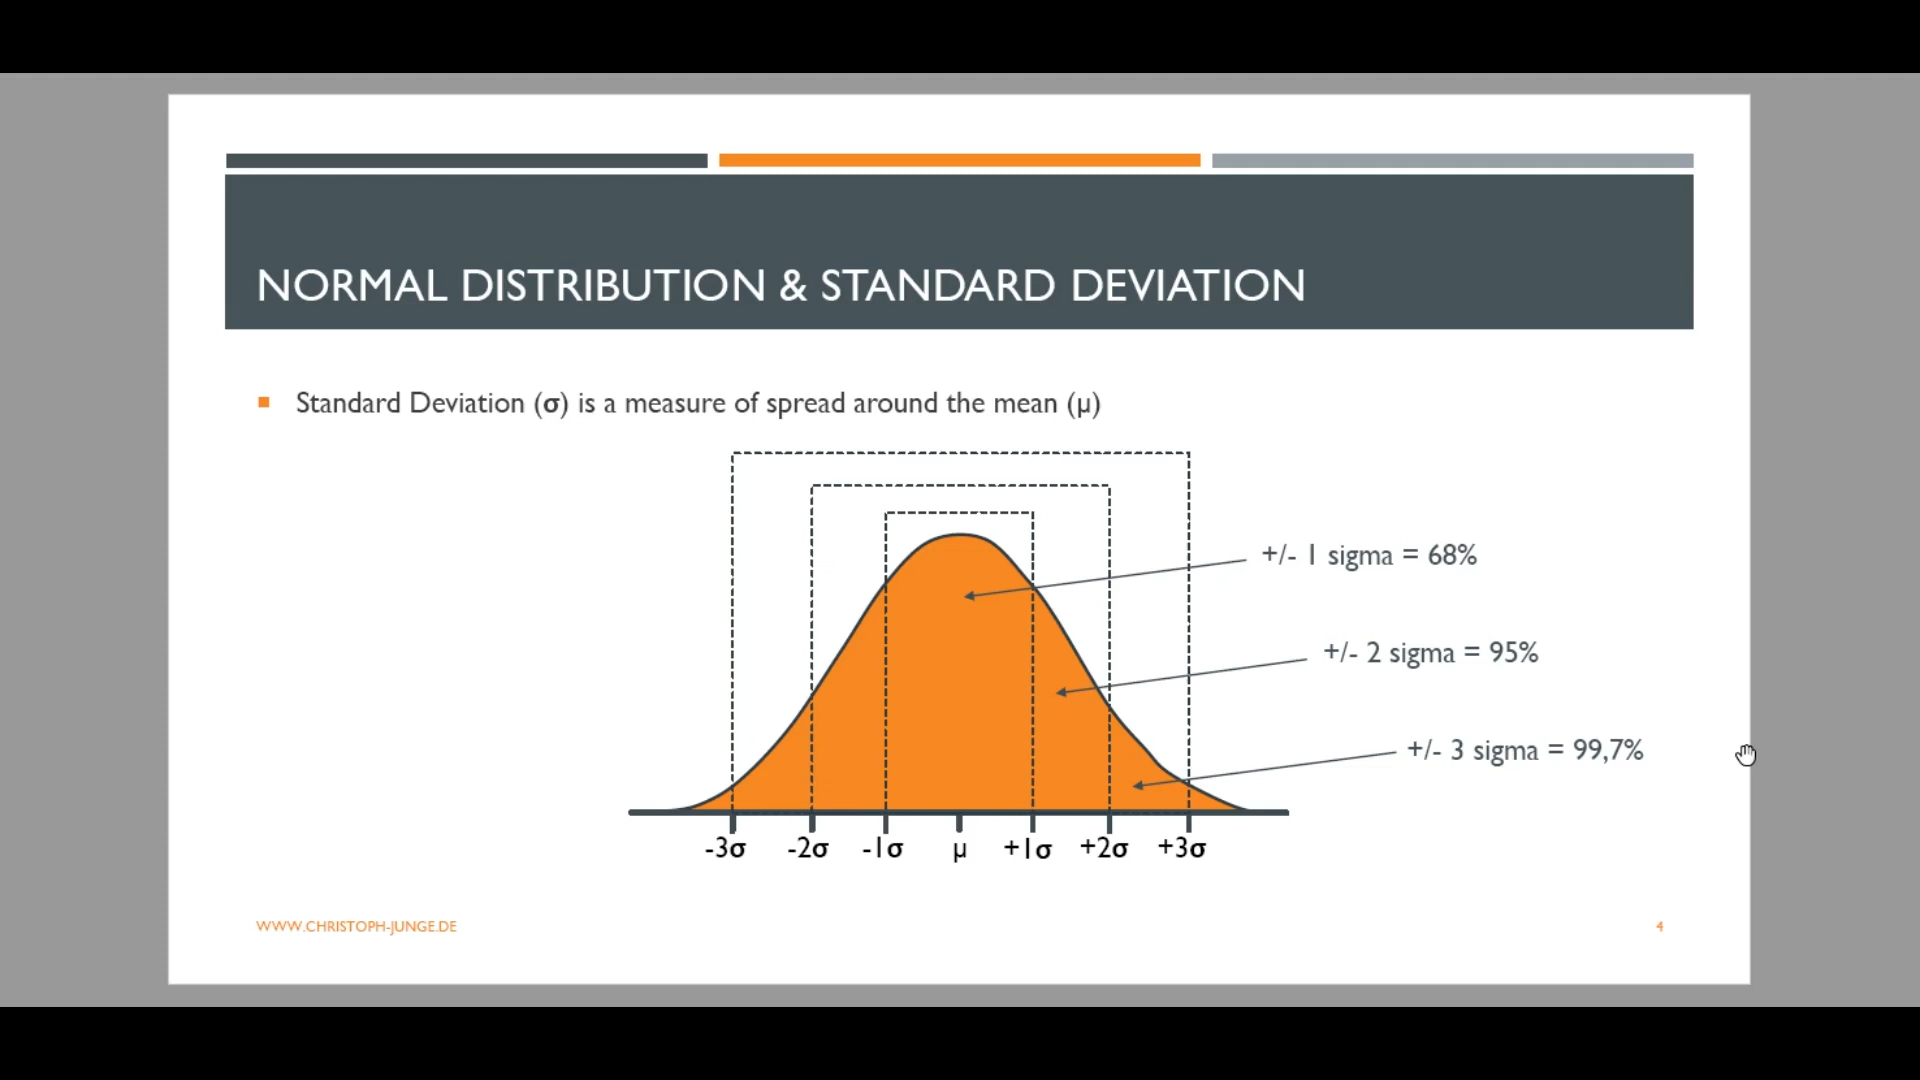 NORMAL DISTRIBUTION & STANDARD DEVIATION
Standard Deviation (σ) is a measure of spread around the mean (μ)
+/- 1 sigma = 68%
+/- 2 sigma = 95%
+/- 3 sigma = 99,7%
-3σ -2σ -1σ μ +1σ +2σ +3σ
WWW.CHRISTOPH-JUNGE.DE 4